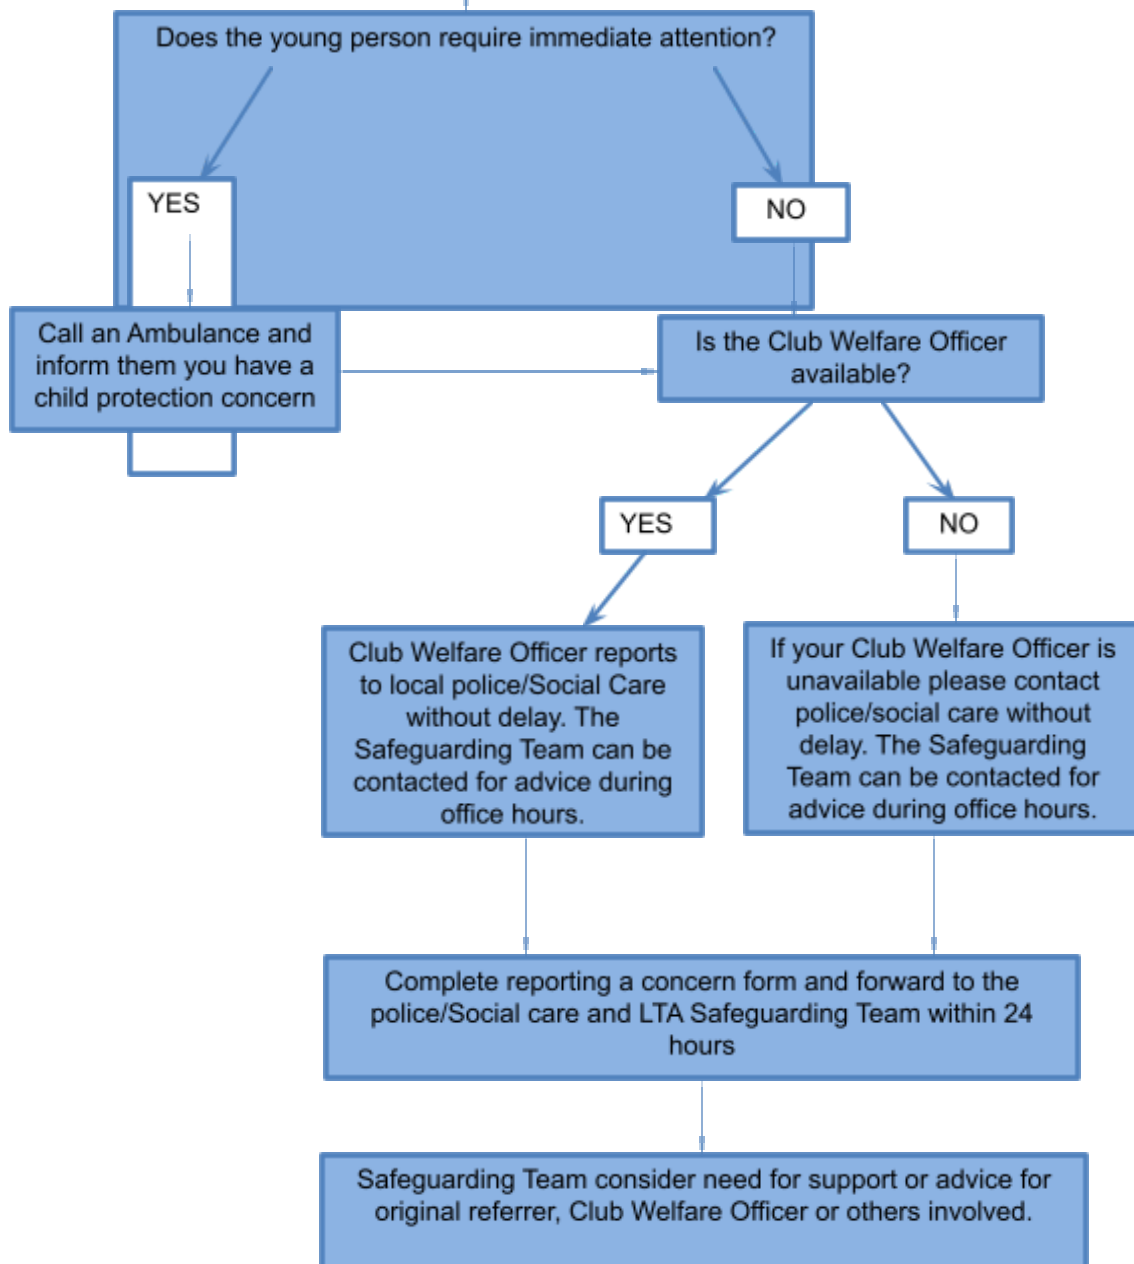 Does the young person require immediate attention?
YES
NO
Call an Ambulance and
inform them you have a
child protection concern
Is the Club Welfare Officer
available?
YES
NO
Club Welfare Officer reports
to local police/Social Care
without delay. The
Safeguarding Team can be
contacted for advice during
office hours.
If your Club Welfare Officer is
unavailable please contact
police/social care without
delay. The Safeguarding
Team can be contacted for
advice during office hours.
Complete reporting a concern form and forward to the
police/Social care and LTA Safeguarding Team within 24
hours
Safeguarding Team consider need for support or advice for
original referrer, Club Welfare Officer or others involved.